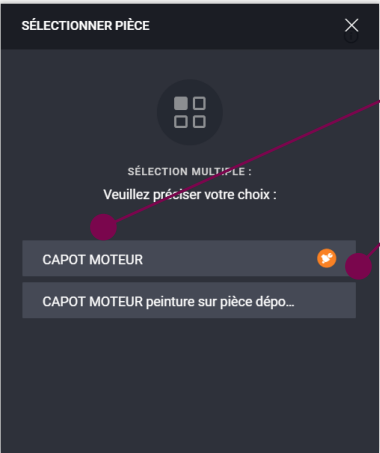 SÉLECTIONNER PIÈCE
SÉLECTION MULTIPLE :
Veuillez préciser votre choix :
CAPOT MOTEUR
CAPOT MOTEUR peinture sur pièce dépo...